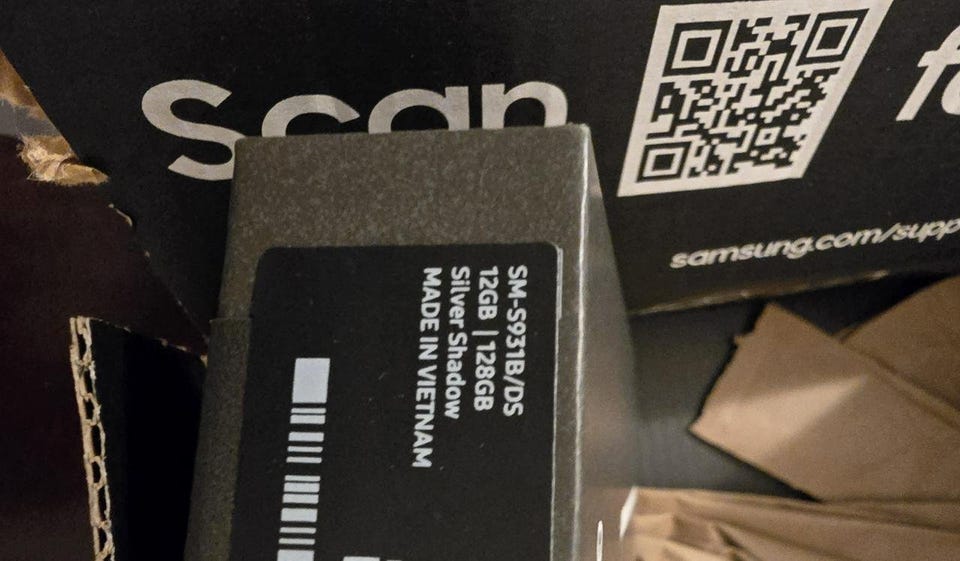 Scan
samsung.com/supp
SM-S931B/DS
12GB | 128GB
Silver Shadow
MADE IN VIETNAM